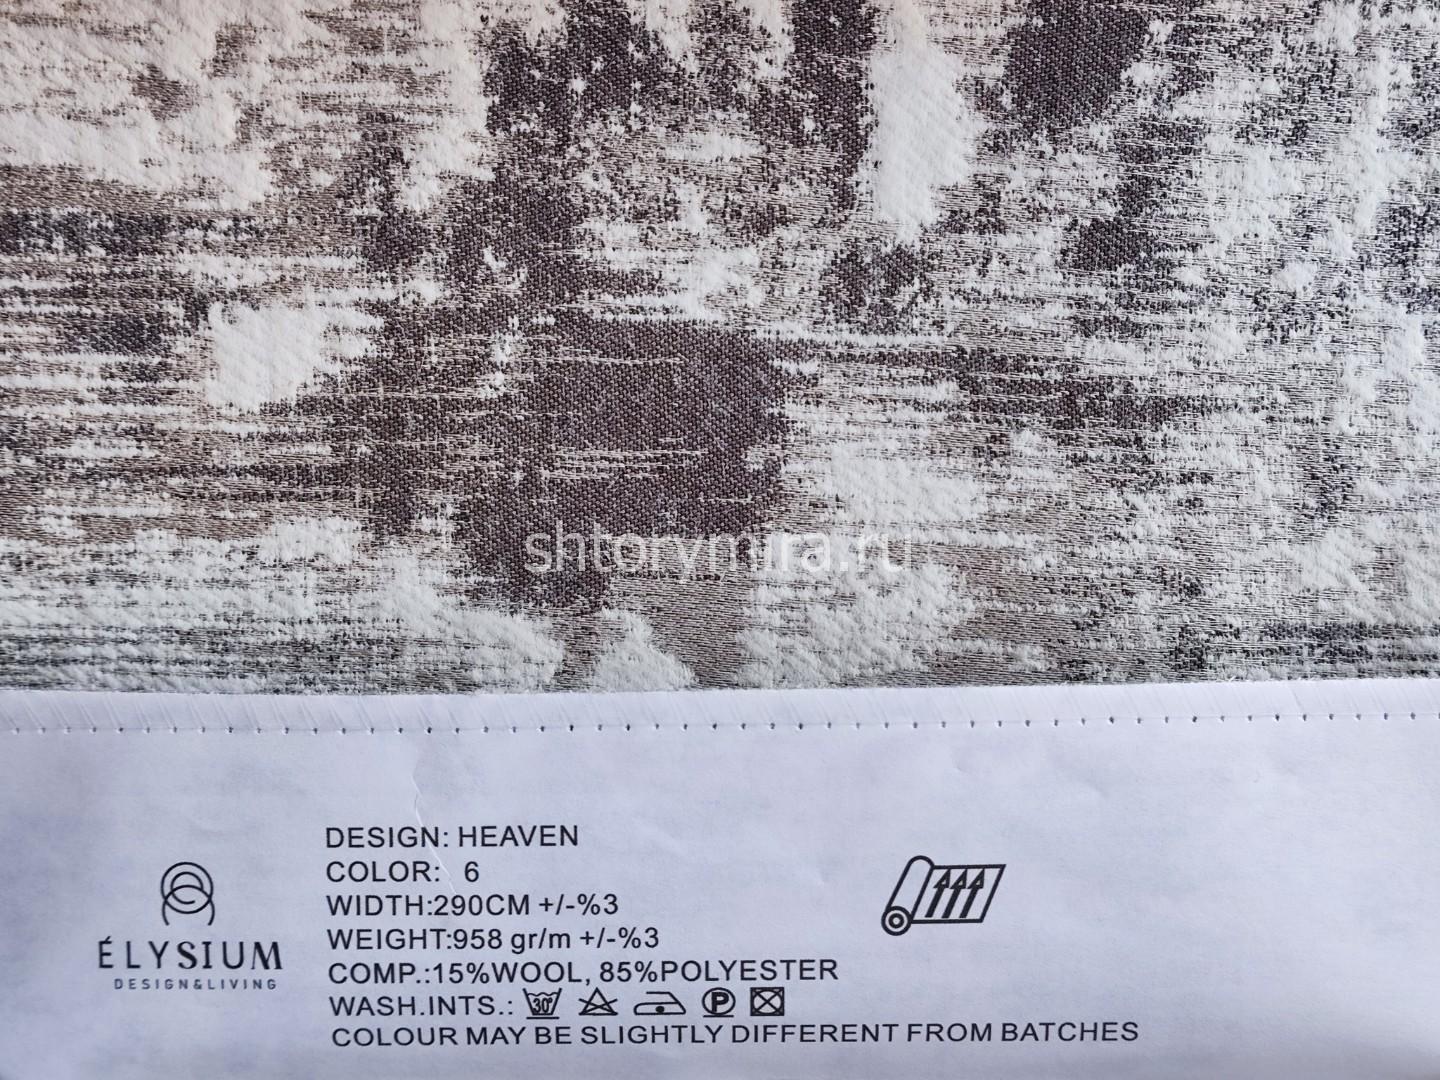 shtorymira.ru
DESIGN: HEAVEN
COLOR: 6
WIDTH:290CM +/-%3
WEIGHT:958 gr/m +/-%3
COMP.:15%WOOL, 85%POLYESTER
WASH.INTS.: 30° P
COLOUR MAY BE SLIGHTLY DIFFERENT FROM BATCHES
ÉLYSIUM
DESIGN&LIVING